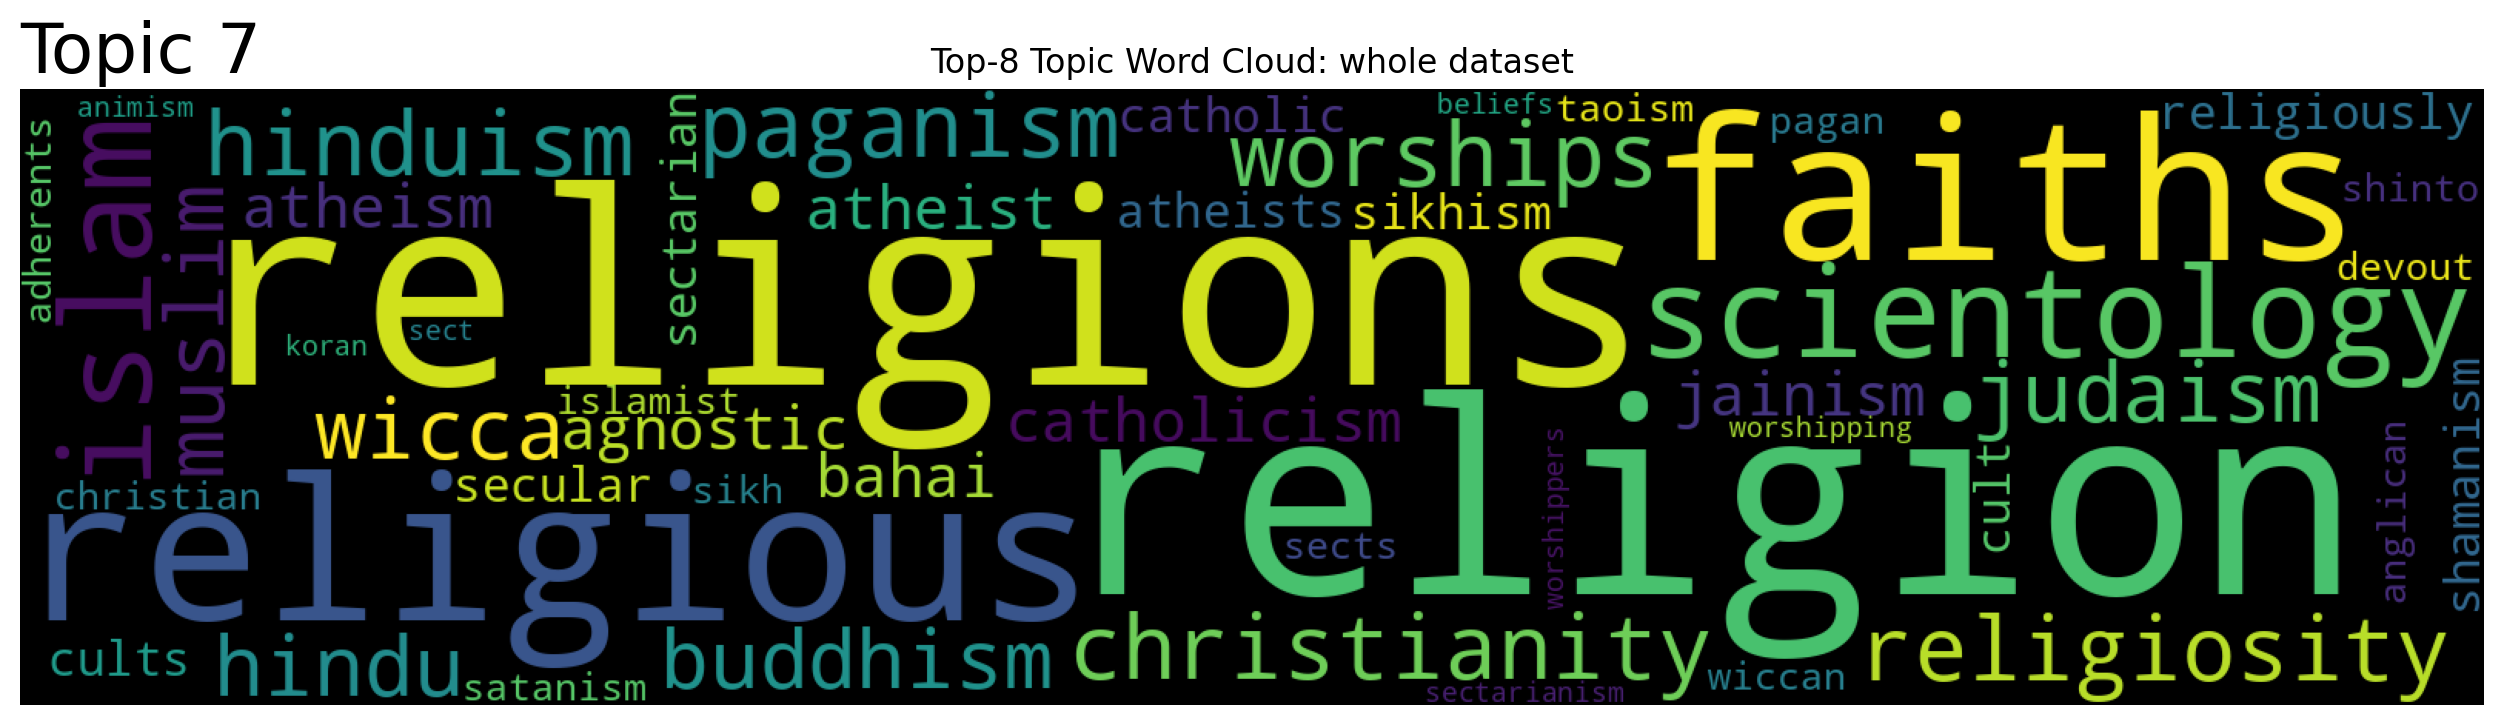 Topic 7
Top-8 Topic Word Cloud: whole dataset
animism
hinduism
paganism
catholic
beliefs
taoism
pagan
religiously
adherents
islam
muslim
atheism
sectarian
atheist
atheists
worships
sikhism
faiths
shinto
religions
koran
sect
scientology
devout
wicca
islamist
agnostic
catholicism
jainism
worshipping
judaism
christian
secular
sikh
bahai
religious
religion
sects
worshippers
cult
anglican
shamanism
cults
hindu
satanism
buddhism
christianity
sectarianism
wiccan
religiosity